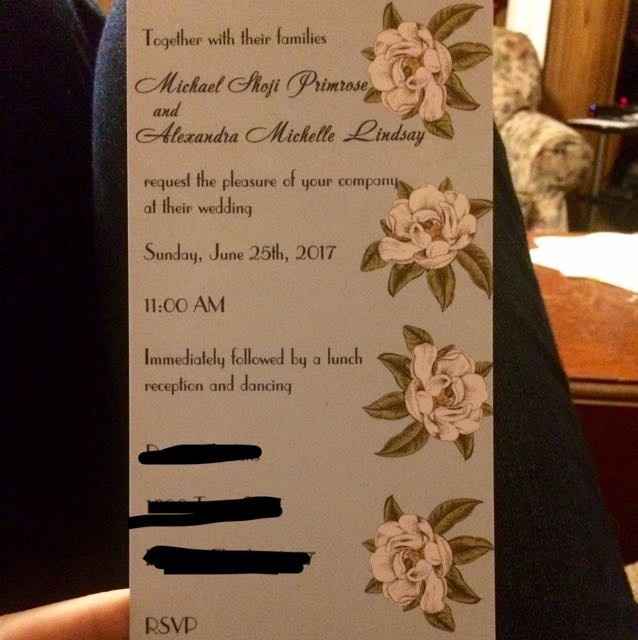 Together with their families
Michael Shoji Primrose
and
Alexandra Michelle Lindsay
request the pleasure of your company
at their wedding
Sunday, June 25th, 2017
11:00 AM
Immediately followed by a lunch
reception and dancing
RSVP